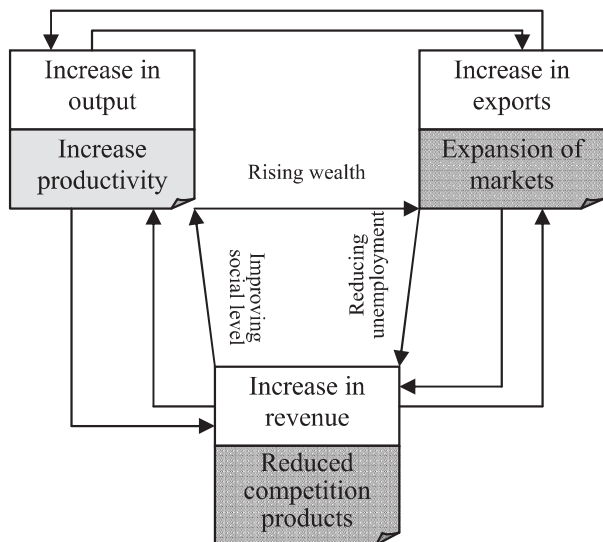 Increase in
output
Increase
productivity
Increase in
exports
Expansion of
markets
Rising wealth
Improving
social level
Reducing
unemployment
Increase in
revenue
Reduced
competition
products